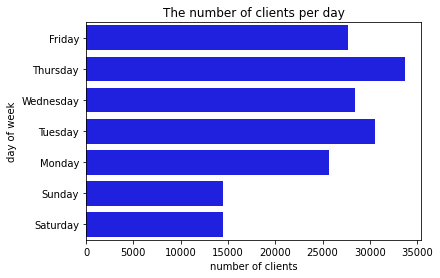 The number of clients per day
day of week
Friday
Thursday
Wednesday
Tuesday
Monday
Sunday
Saturday
0 5000 10000 15000 20000 25000 30000 35000
number of clients